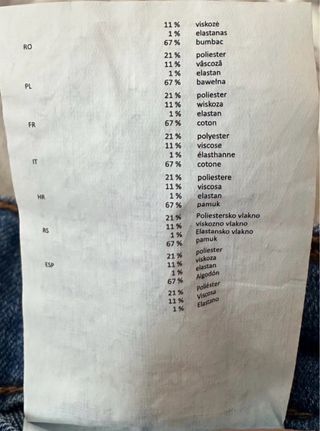 11 % viskozė
1 % elastanas
RO 67 % bumbac
21 % poliester
11 % vâscoză
1 % elastan
PL 67 % bawełna
21 % poliester
11 % wiskoza
1 % elastan
FR 67 % coton
21 % polyester
11 % viscose
1 % élasthanne
IT 67 % cotone
21 % poliestere
11 % viscosa
1 % elastan
HR 67 % pamuk
21 % Poliestersko vlakno
11 % viskozno vlakno
1 % Elastansko vlakno
RS 67 % pamuk
21 % poliester
11 % viskoza
1 % elastan
ESP 67 % Algodón
21 % Poliéster
11 % Viscosa
1 % Elastano